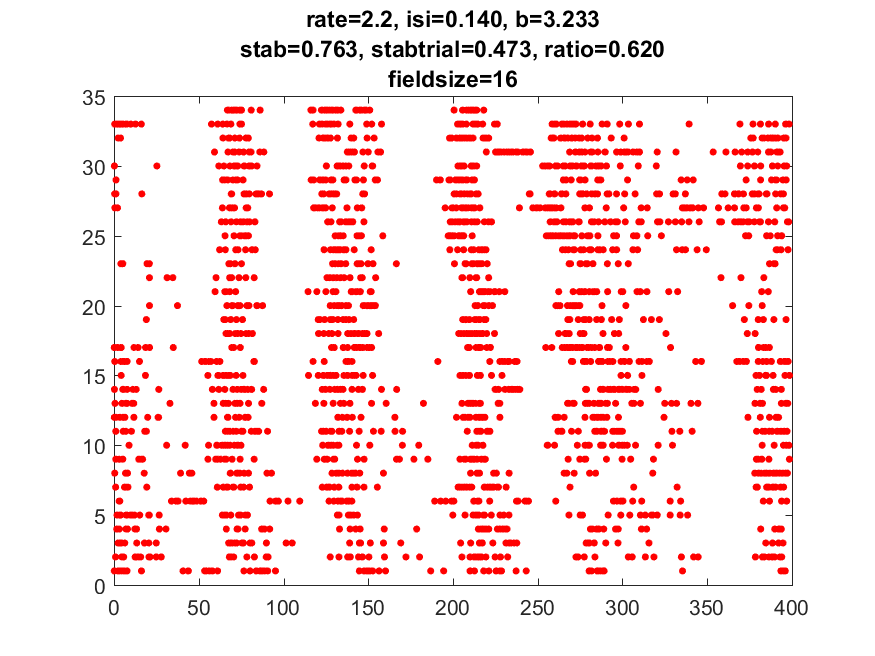 rate=2.2, isi=0.140, b=3.233
stab=0.763, stabtrial=0.473, ratio=0.620
fieldsize=16
35
30
25
20
15
10
5
0
0 50 100 150 200 250 300 350 400